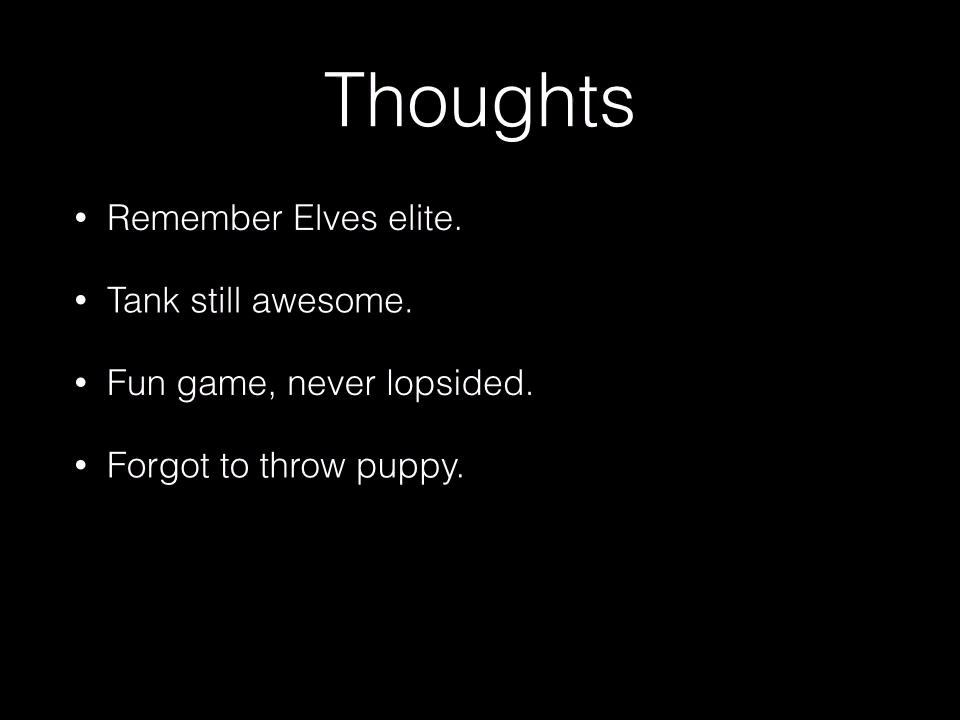 Thoughts
• Remember Elves elite.
• Tank still awesome.
• Fun game, never lopsided.
• Forgot to throw puppy.